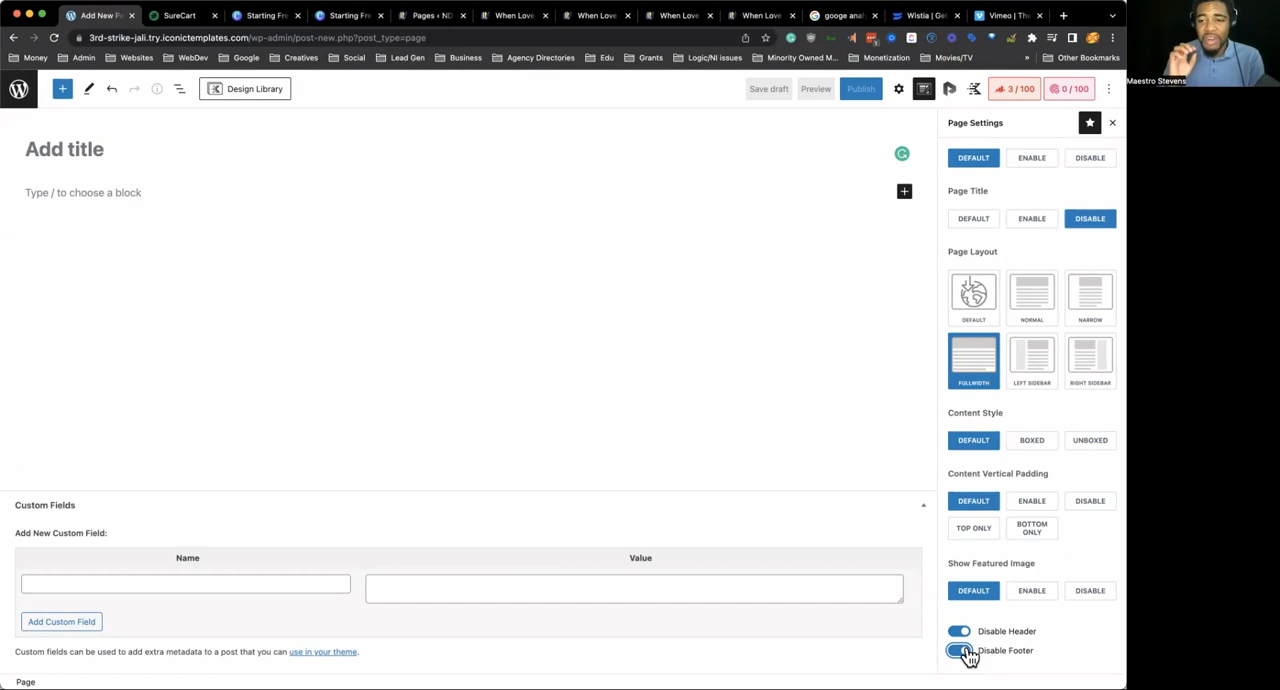 Add New P
SureCart
Starting Fre
Starting Fre
Pages ‹ ND
When Love
When Love
When Love
When Love
googe anal
Wistia | Get
Vimeo | The
3rd-strike-jali.try.iconictemplates.com/wp-admin/post-new.php?post_type=page
Money
Admin
Websites
WebDev
Google
Creatives
Social
Lead Gen
Business
Agency Directories
Edu
Grants
Logic/NI issues
Minority Owned M...
Monetization
Movies/TV
»
Other Bookmarks
Maestro Stevens
Design Library
Save draft
Preview
Publish
3 / 100
0 / 100
Page Settings
DEFAULT
ENABLE
DISABLE
Add title
Type / to choose a block
Page Title
DEFAULT
ENABLE
DISABLE
Page Layout
DEFAULT
NORMAL
NARROW
FULLWIDTH
LEFT SIDEBAR
RIGHT SIDEBAR
Content Style
DEFAULT
BOXED
UNBOXED
Content Vertical Padding
DEFAULT
ENABLE
DISABLE
TOP ONLY
BOTTOM
ONLY
Show Featured Image
DEFAULT
ENABLE
DISABLE
Disable Header
Disable Footer
Custom Fields
Add New Custom Field:
Name
Value
Add Custom Field
Custom fields can be used to add extra metadata to a post that you can use in your theme.
Page